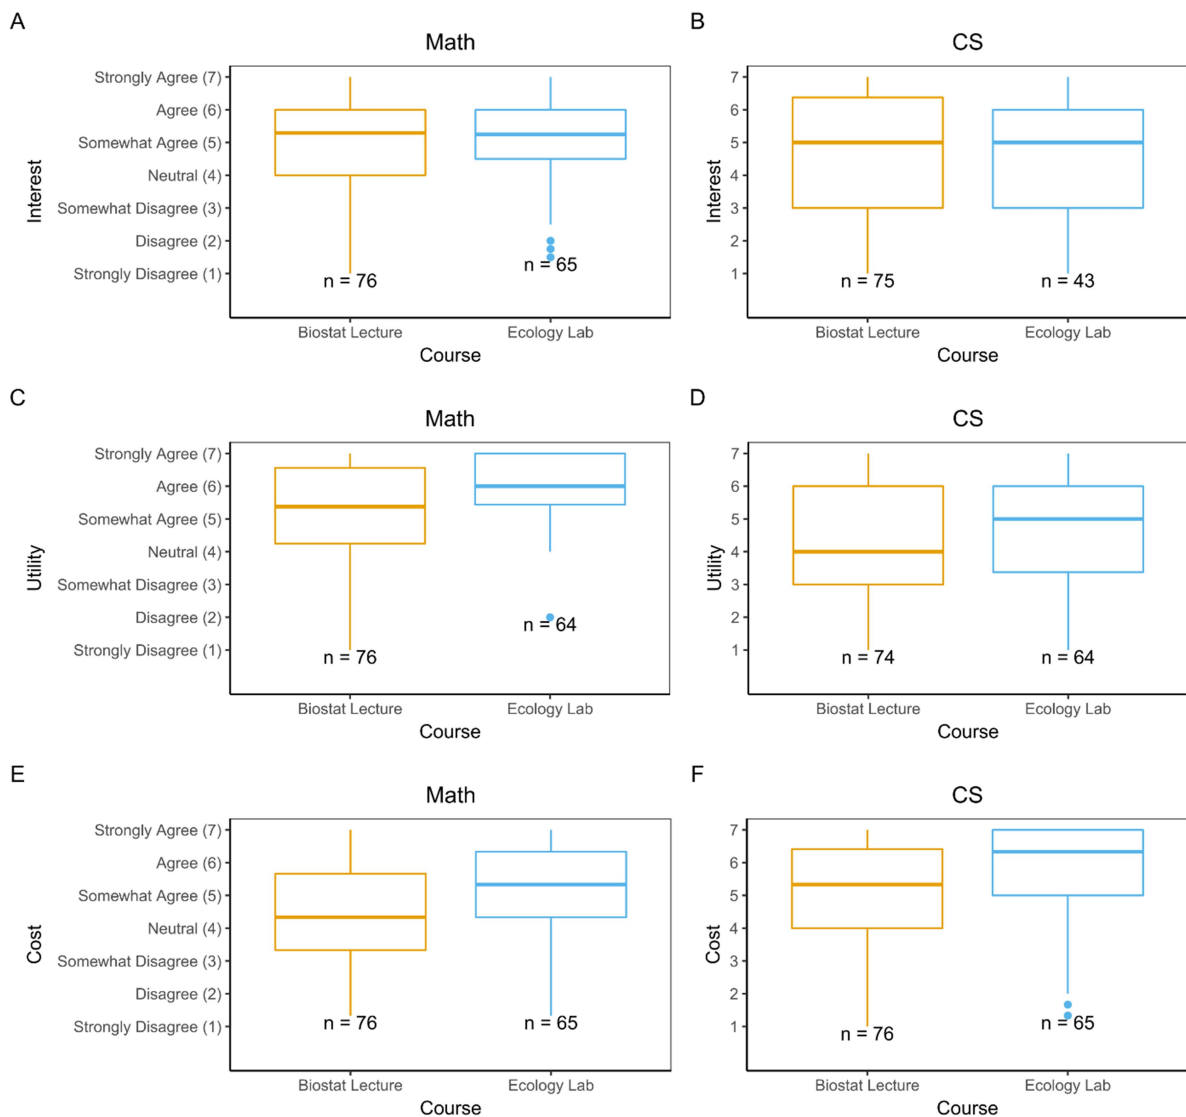 A
Math
Interest
Strongly Agree (7)
Agree (6)
Somewhat Agree (5)
Neutral (4)
Somewhat Disagree (3)
Disagree (2)
Strongly Disagree (1)
n = 76
n = 65
Biostat Lecture
Ecology Lab
Course
B
CS
Interest
7
6
5
4
3
2
1
n = 75
n = 43
Biostat Lecture
Ecology Lab
Course
C
Math
Utility
Strongly Agree (7)
Agree (6)
Somewhat Agree (5)
Neutral (4)
Somewhat Disagree (3)
Disagree (2)
Strongly Disagree (1)
n = 76
n = 64
Biostat Lecture
Ecology Lab
Course
D
CS
Utility
7
6
5
4
3
2
1
n = 74
n = 64
Biostat Lecture
Ecology Lab
Course
E
Math
Cost
Strongly Agree (7)
Agree (6)
Somewhat Agree (5)
Neutral (4)
Somewhat Disagree (3)
Disagree (2)
Strongly Disagree (1)
n = 76
n = 65
Biostat Lecture
Ecology Lab
Course
F
CS
Cost
7
6
5
4
3
2
1
n = 76
n = 65
Biostat Lecture
Ecology Lab
Course